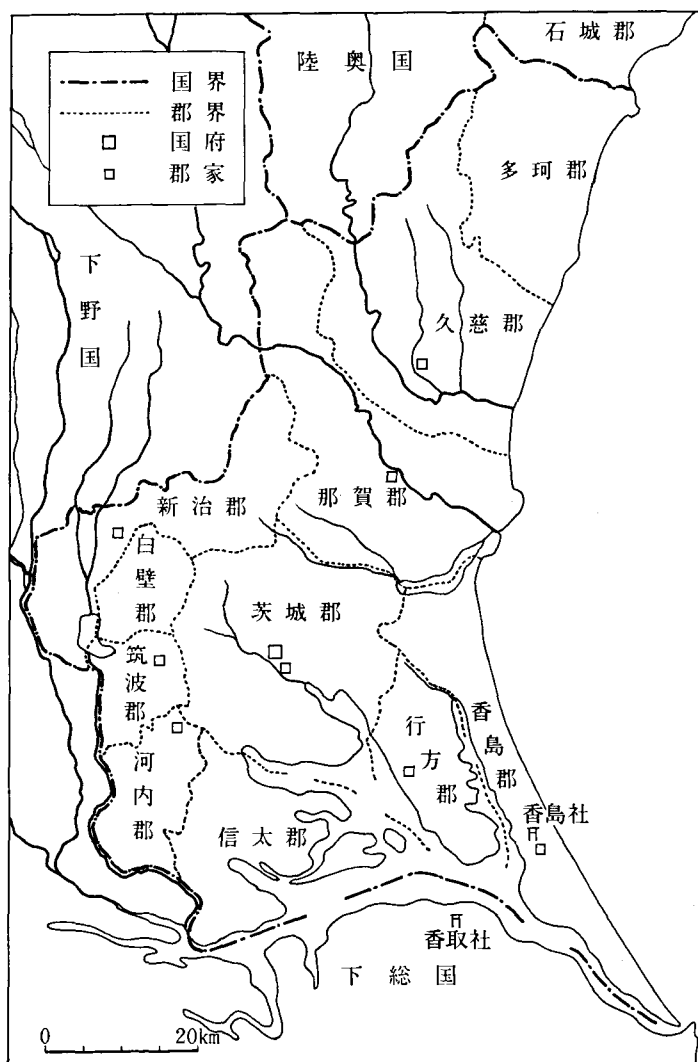 国界
郡界
国府
郡家
陸奥国
石城郡
多珂郡
下野国
久慈郡
新治郡
那賀郡
白壁郡
茨城郡
筑波郡
香島郡
行方郡
河内郡
信太郡
香島社
香取社
下総国
0 20km